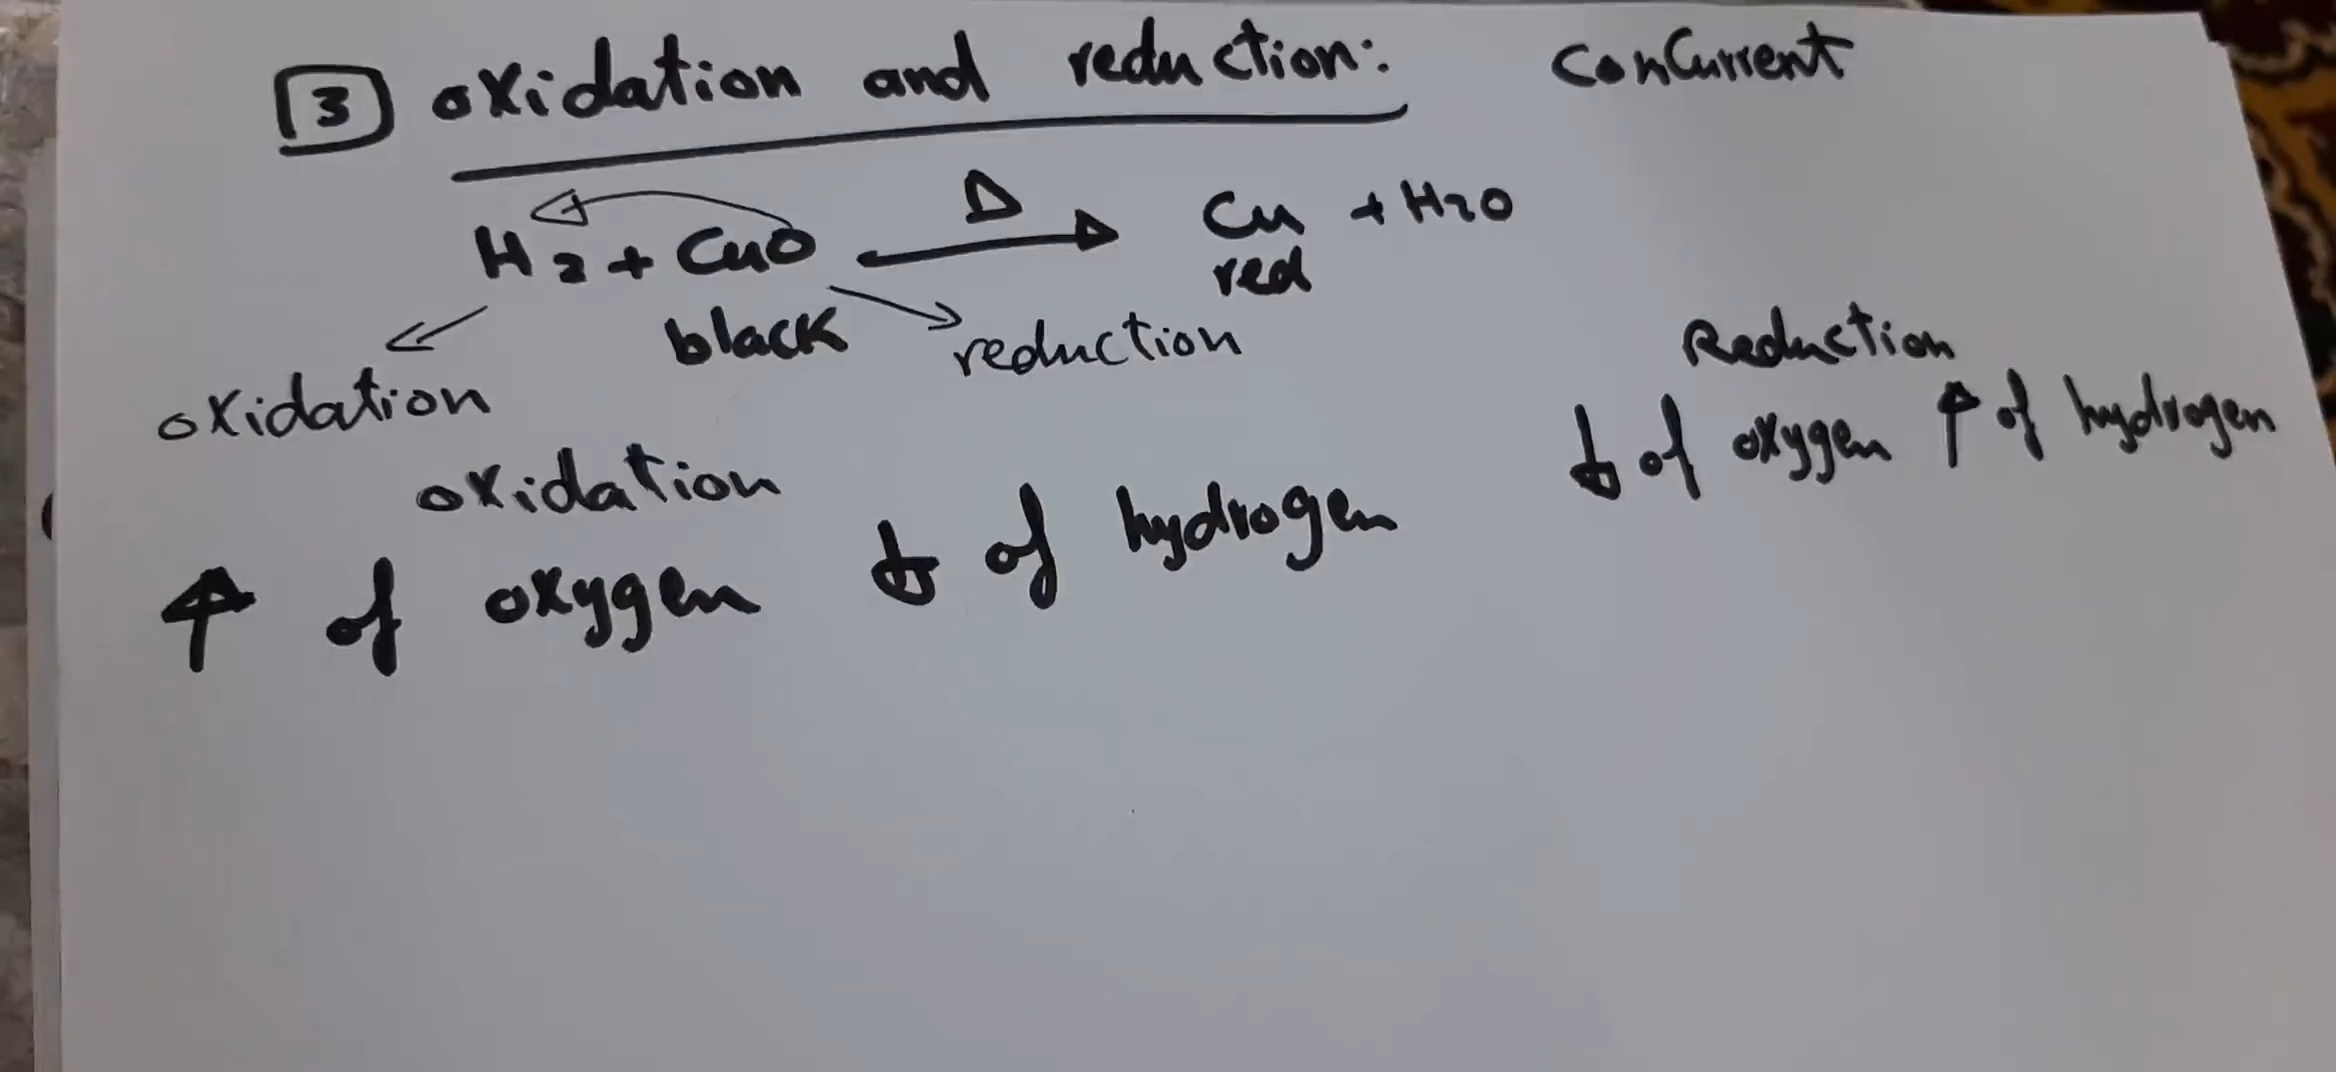 3 oxidation and reduction: concurrent
H2 + CuO Δ → Cu + H2O
black red
oxidation reduction
oxidation
↑ of oxygen ↓ of hydrogen
Reduction
↓ of oxygen ↑ of hydrogen